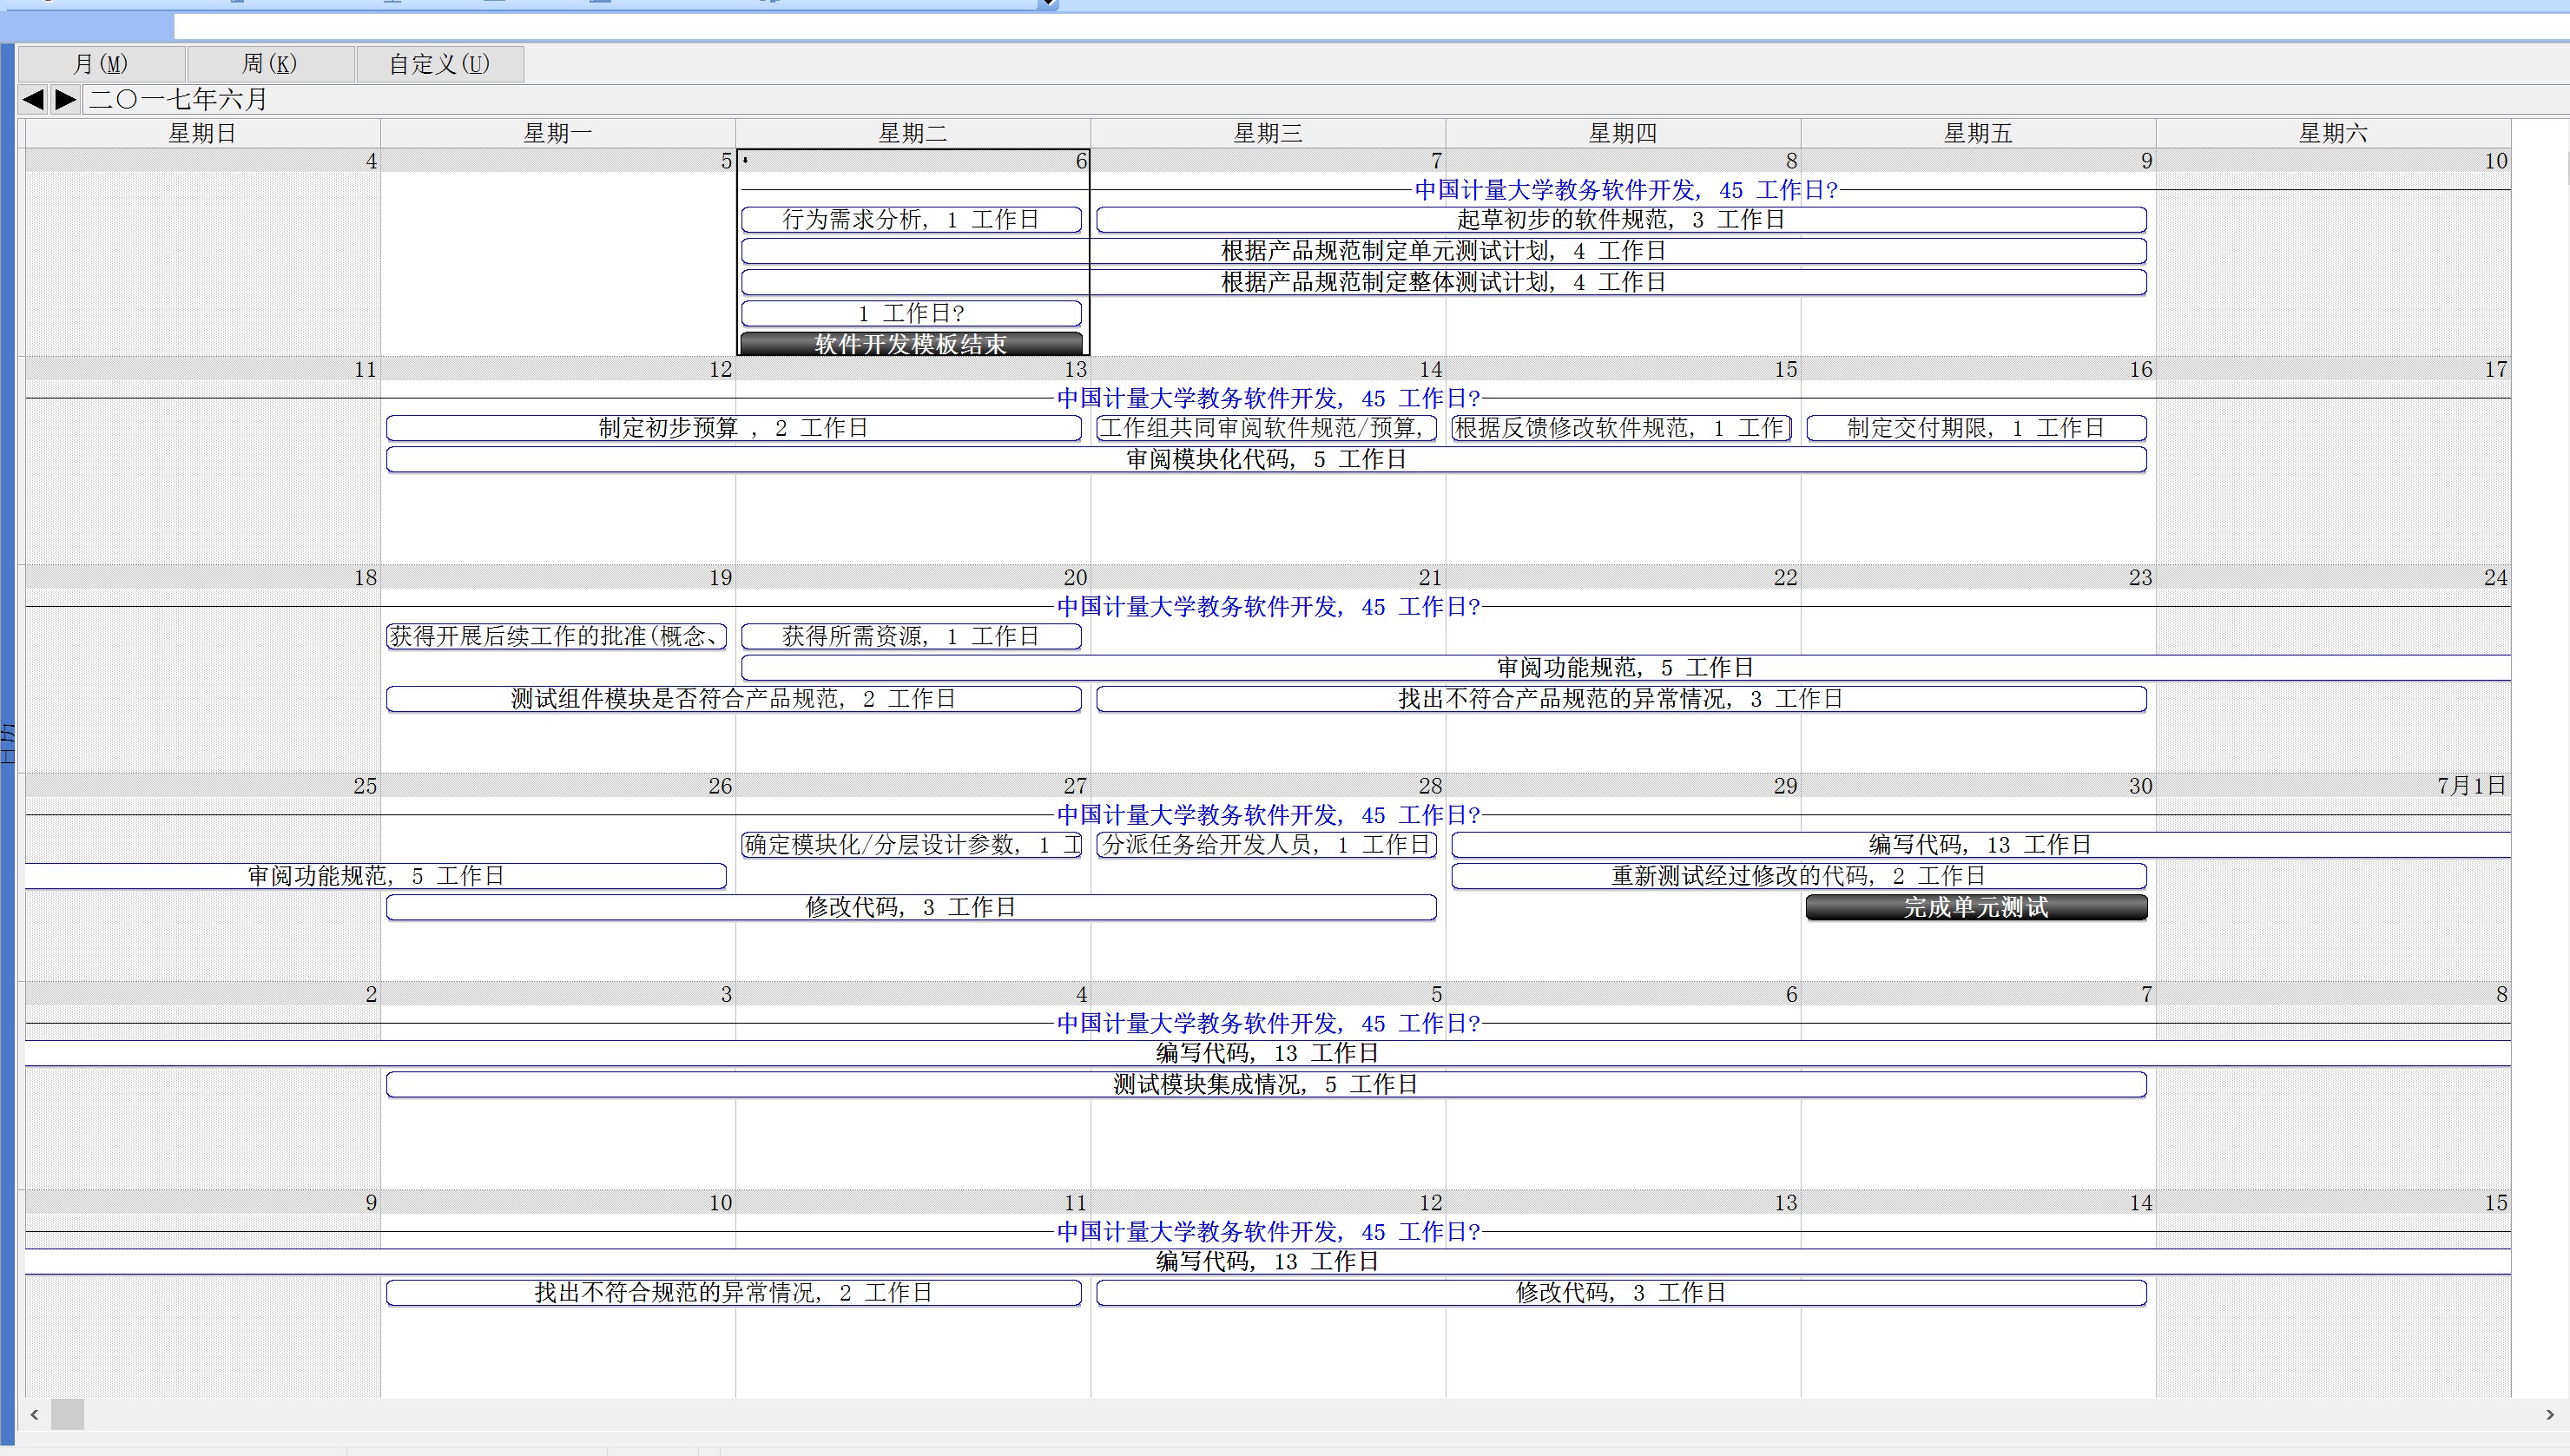 月(M) 周(K) 自定义(U)
二〇一七年六月
星期日 星期一 星期二 星期三 星期四 星期五 星期六
4 5 6 7 8 9 10
中国计量大学教务软件开发, 45 工作日?
行为需求分析, 1 工作日 起草初步的软件规范, 3 工作日
根据产品规范制定单元测试计划, 4 工作日
根据产品规范制定整体测试计划, 4 工作日
1 工作日?
软件开发模板结束
11 12 13 14 15 16 17
中国计量大学教务软件开发, 45 工作日?
制定初步预算 , 2 工作日 工作组共同审阅软件规范/预算, 根据反馈修改软件规范, 1 工作 制定交付期限, 1 工作日
审阅模块化代码, 5 工作日
18 19 20 21 22 23 24
中国计量大学教务软件开发, 45 工作日?
获得开展后续工作的批准(概念、 获得所需资源, 1 工作日
审阅功能规范, 5 工作日
测试组件模块是否符合产品规范, 2 工作日 找出不符合产品规范的异常情况, 3 工作日
日历
25 26 27 28 29 30 7月1日
中国计量大学教务软件开发, 45 工作日?
确定模块化/分层设计参数, 1 工 分派任务给开发人员, 1 工作日 编写代码, 13 工作日
审阅功能规范, 5 工作日 重新测试经过修改的代码, 2 工作日
修改代码, 3 工作日 完成单元测试
2 3 4 5 6 7 8
中国计量大学教务软件开发, 45 工作日?
编写代码, 13 工作日
测试模块集成情况, 5 工作日
9 10 11 12 13 14 15
中国计量大学教务软件开发, 45 工作日?
编写代码, 13 工作日
找出不符合规范的异常情况, 2 工作日 修改代码, 3 工作日